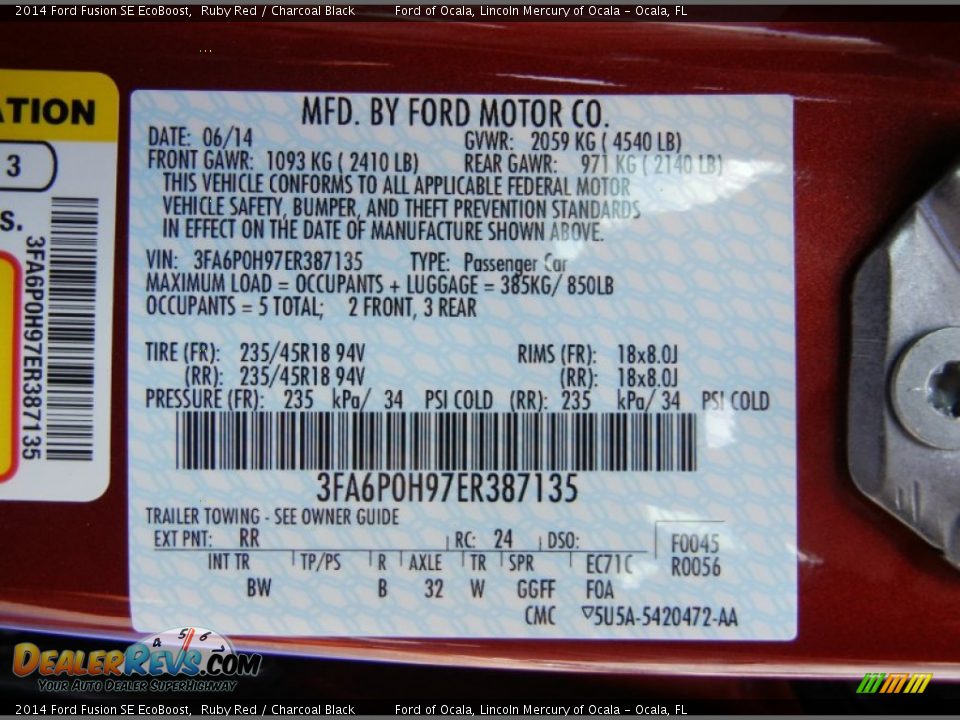 2014 Ford Fusion SE EcoBoost, Ruby Red / Charcoal Black Ford of Ocala, Lincoln Mercury of Ocala - Ocala, FL
...
ATION
3
S.
3FA6P0H97ER387135
MFD. BY FORD MOTOR CO.
DATE: 06/14 GVWR: 2059 KG ( 4540 LB)
FRONT GAWR: 1093 KG ( 2410 LB) REAR GAWR: 971 KG ( 2140 LB)
THIS VEHICLE CONFORMS TO ALL APPLICABLE FEDERAL MOTOR
VEHICLE SAFETY, BUMPER, AND THEFT PREVENTION STANDARDS
IN EFFECT ON THE DATE OF MANUFACTURE SHOWN ABOVE.
VIN: 3FA6P0H97ER387135 TYPE: Passenger Car
MAXIMUM LOAD = OCCUPANTS + LUGGAGE = 385KG/ 850LB
OCCUPANTS = 5 TOTAL; 2 FRONT, 3 REAR
TIRE (FR): 235/45R18 94V RIMS (FR): 18x8.0J
(RR): 235/45R18 94V (RR): 18x8.0J
PRESSURE (FR): 235 kPa/ 34 PSI COLD (RR): 235 kPa/ 34 PSI COLD
3FA6P0H97ER387135
TRAILER TOWING - SEE OWNER GUIDE
EXT PNT: RR RC: 24 DSO: F0045
INT TR TP/PS R AXLE TR SPR EC71C R0056
BW B 32 W GGFF F0A
CMC ▽5U5A-5420472-AA
4 5 6 7
DEALERREVS.COM
YOUR AUTO DEALER SUPERHIGHWAY
2014 Ford Fusion SE EcoBoost, Ruby Red / Charcoal Black Ford of Ocala, Lincoln Mercury of Ocala - Ocala, FL